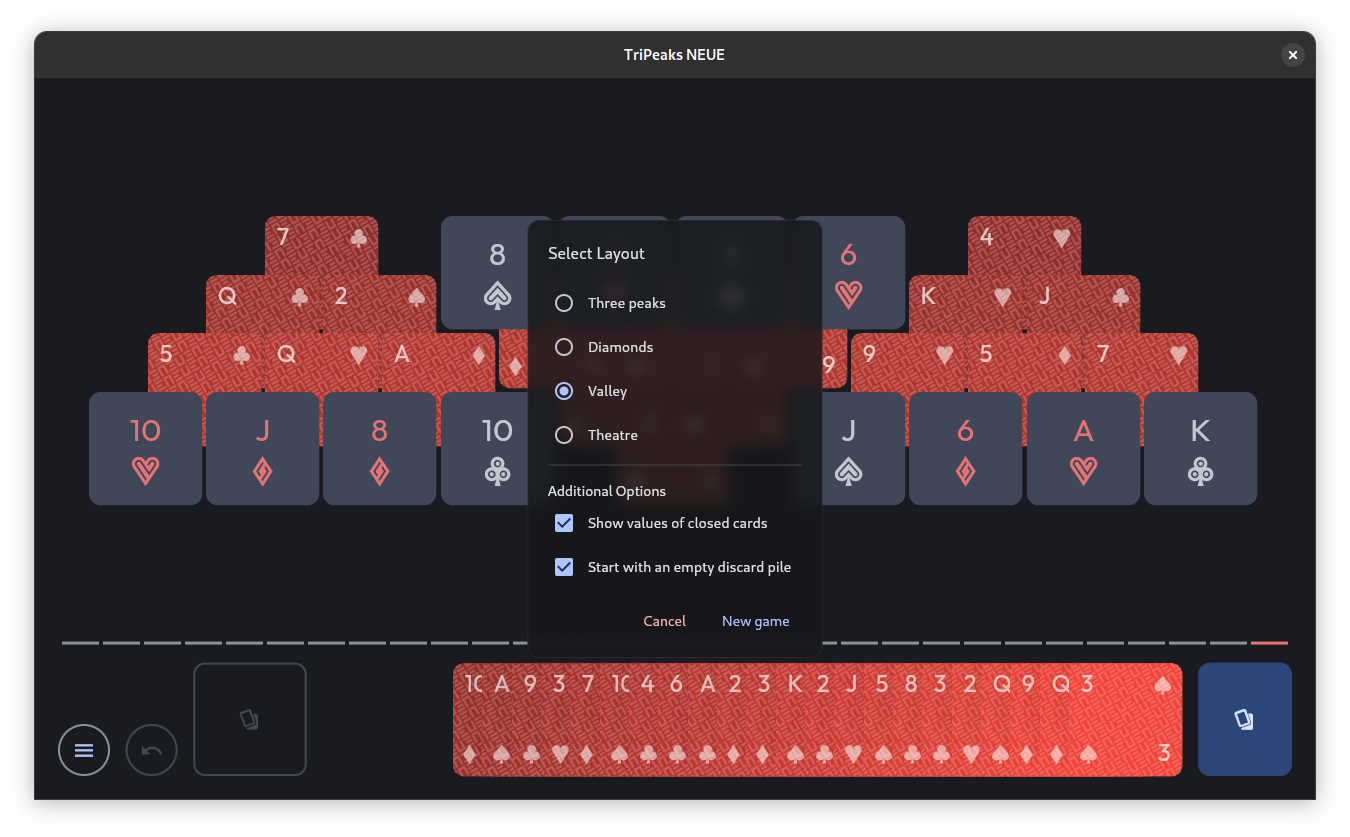 TriPeaks NEUE
7 4
8 6
Q 2 K J
5 Q A 9 9 5 7
10 J 8 10 J 6 A K
Select Layout
Three peaks
Diamonds
Valley
Theatre
Additional Options
Show values of closed cards
Start with an empty discard pile
Cancel New game
10 A 9 3 7 10 4 6 A 2 3 K 2 J 5 8 3 2 Q 9 Q 3
3